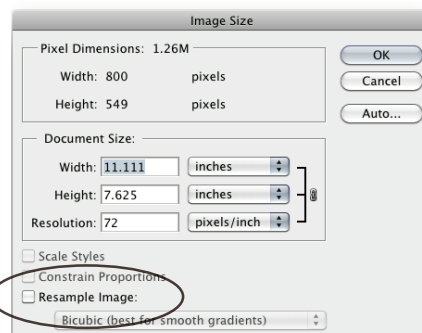 Image Size
Pixel Dimensions: 1.26M
Width: 800 pixels
Height: 549 pixels
OK
Cancel
Auto...
Document Size:
Width: 11.111 inches
Height: 7.625 inches
Resolution: 72 pixels/inch
Scale Styles
Constrain Proportions
Resample Image:
Bicubic (best for smooth gradients)